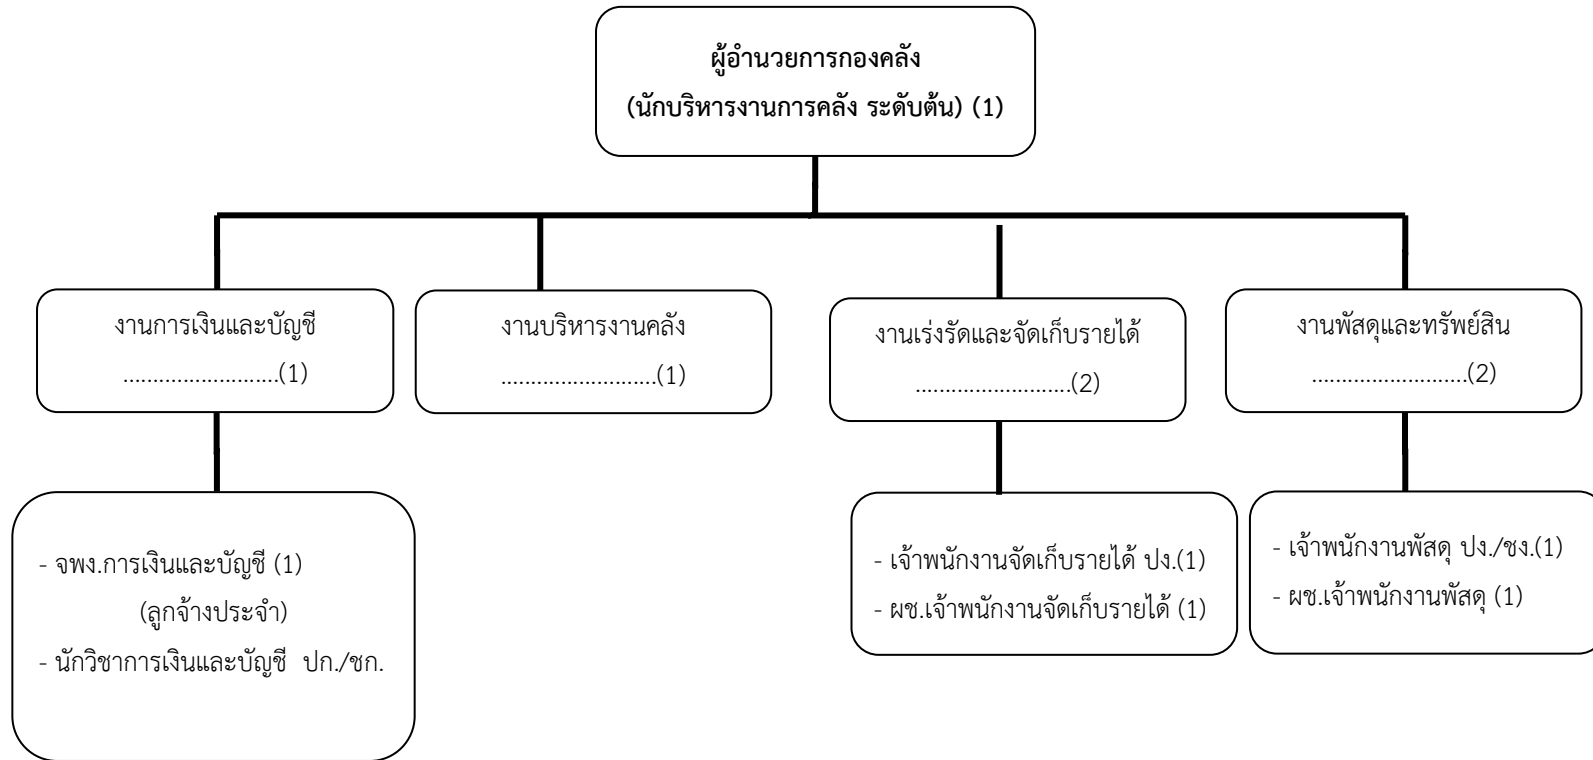 ผู้อำนวยการกองคลัง
(นักบริหารงานการคลัง ระดับต้น) (1)
งานการเงินและบัญชี
..........................(1)
งานบริหารงานคลัง
..........................(1)
งานเร่งรัดและจัดเก็บรายได้
..........................(2)
งานพัสดุและทรัพย์สิน
..........................(2)
- จพง.การเงินและบัญชี (1)
(ลูกจ้างประจำ)
- นักวิชาการเงินและบัญชี ปก./ชก.
- เจ้าพนักงานจัดเก็บรายได้ ปง.(1)
- ผช.เจ้าพนักงานจัดเก็บรายได้ (1)
- เจ้าพนักงานพัสดุ ปง./ชง.(1)
- ผช.เจ้าพนักงานพัสดุ (1)